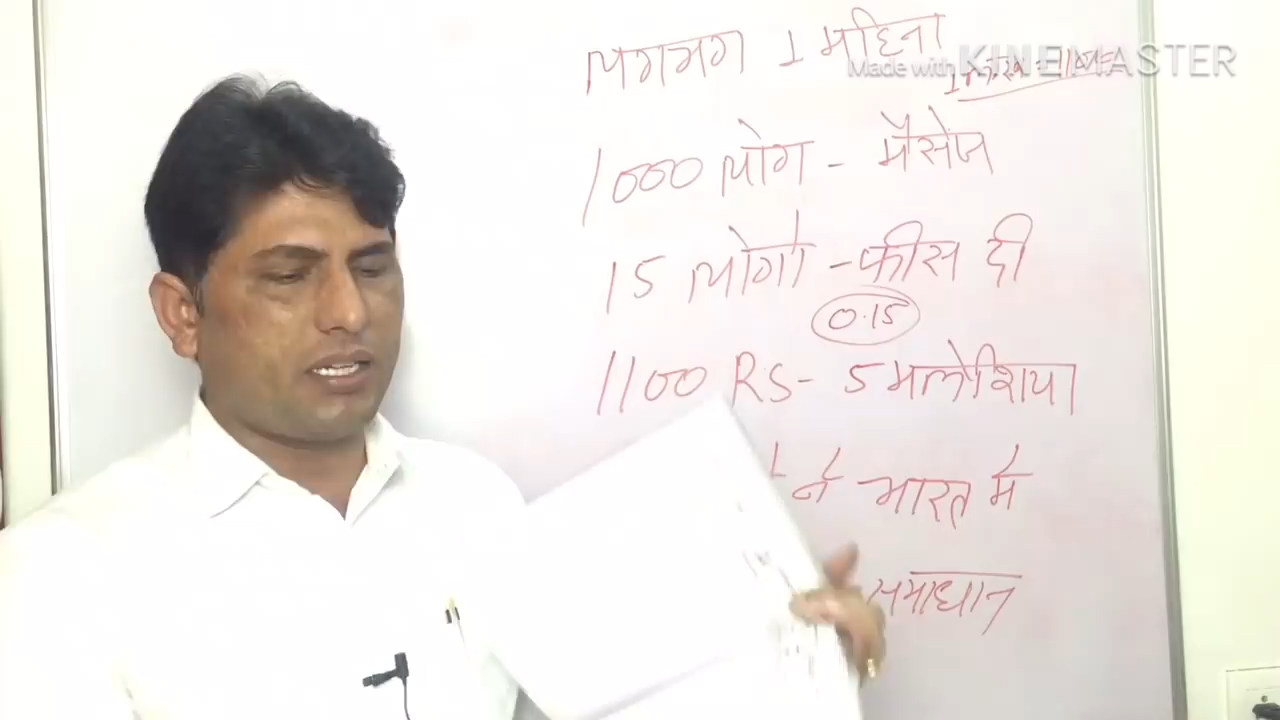 लगभग 1 महिना
Made with KINEMASTER
1000 लोग - मैसेज
15 लोगों - फीस दी
0.15
1100 RS - 5 मलेशिया
ने भारत में
समाधान